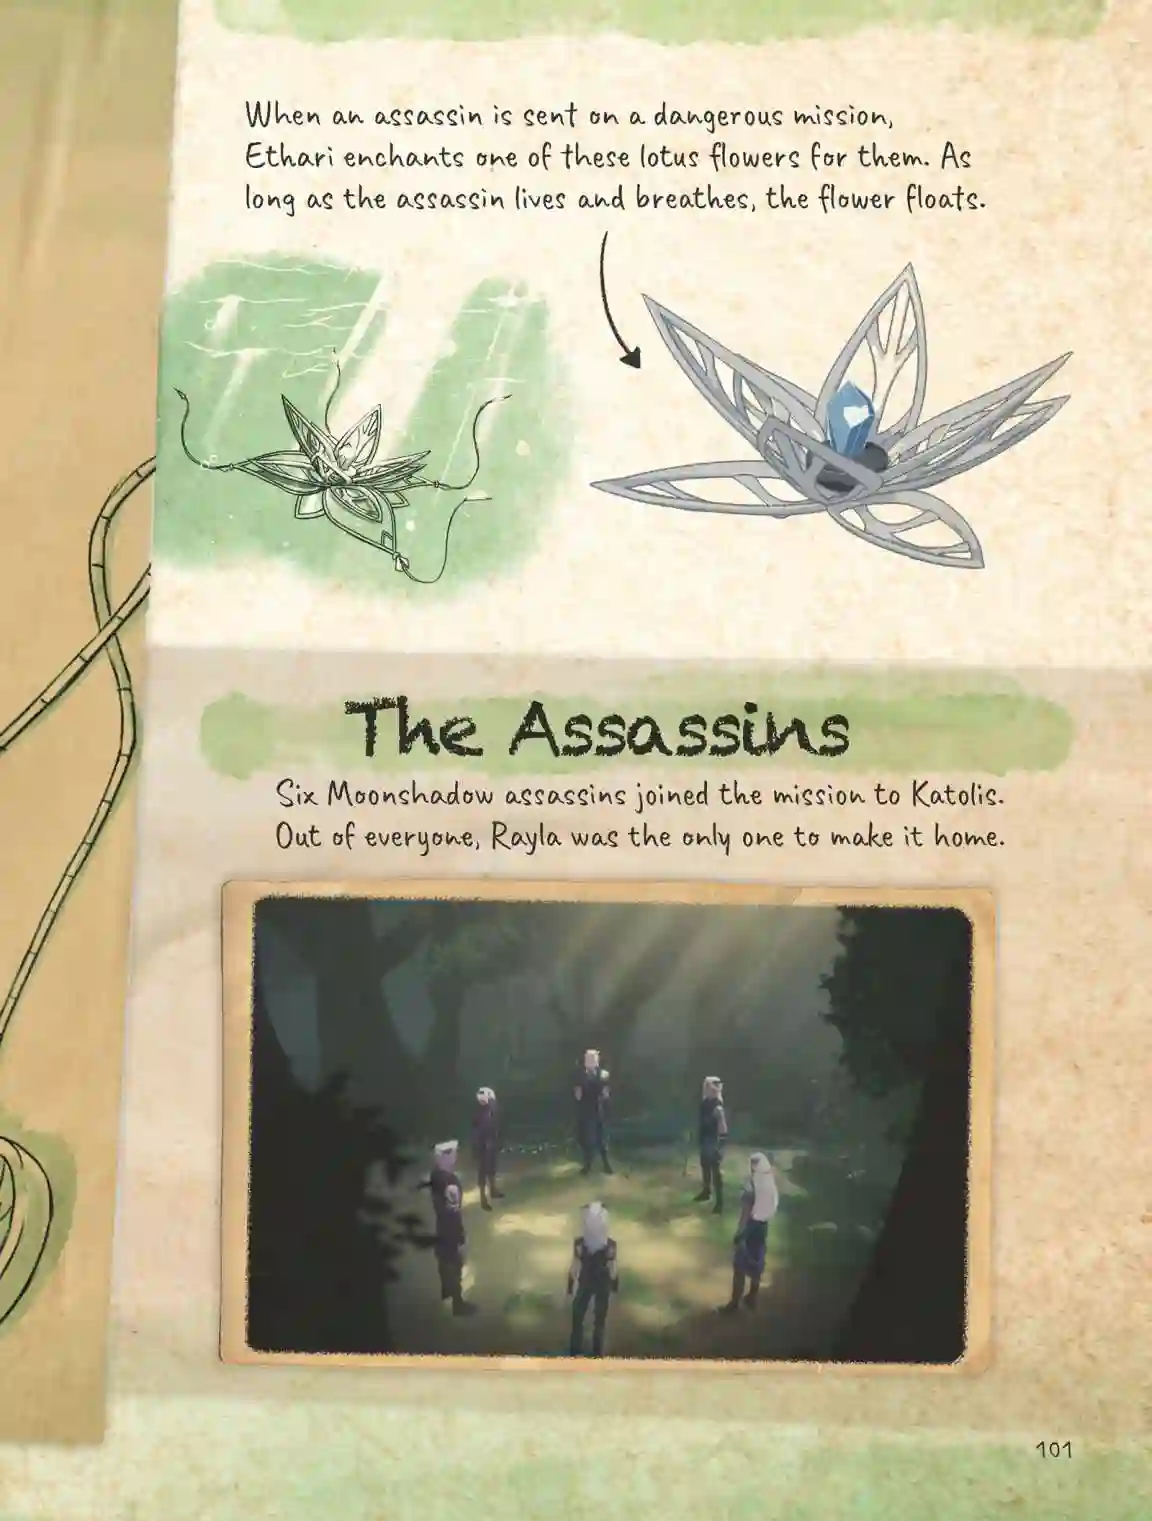 When an assassin is sent on a dangerous mission,
Ethari enchants one of these lotus flowers for them. As
long as the assassin lives and breathes, the flower floats.
The Assassins
Six Moonshadow assassins joined the mission to Katolis.
Out of everyone, Rayla was the only one to make it home.
101